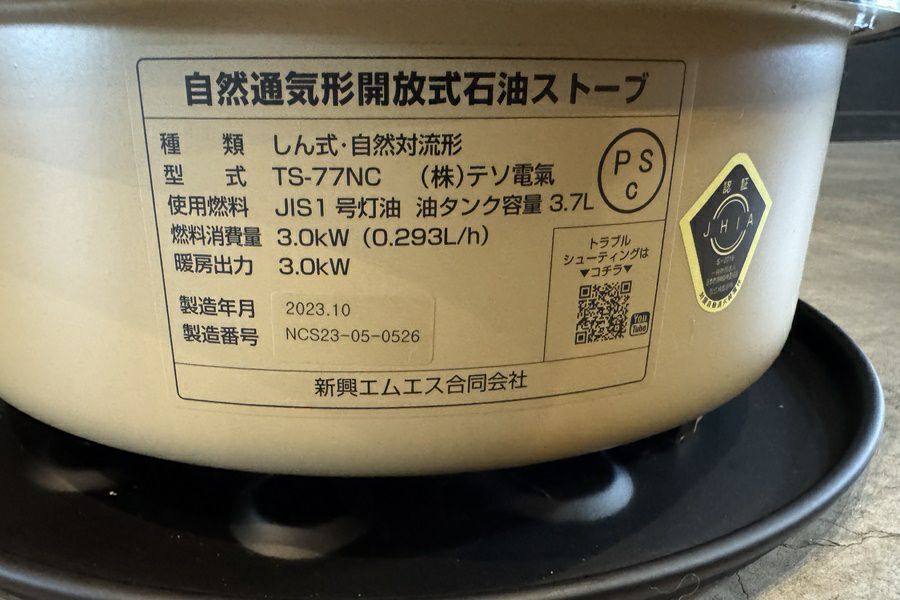 自然通気形開放式石油ストーブ
種 類 しん式・自然対流形
型 式 TS-77NC (株)テソ電氣
使用燃料 JIS1号灯油 油タンク容量 3.7L
燃料消費量 3.0kW (0.293L/h)
暖房出力 3.0kW
製造年月 2023.10
製造番号 NCS23-05-0526
新興エムエス合同会社
PS
C
トラブル
シューティングは
▼コチラ▼
You
Tube
認証
JHIA